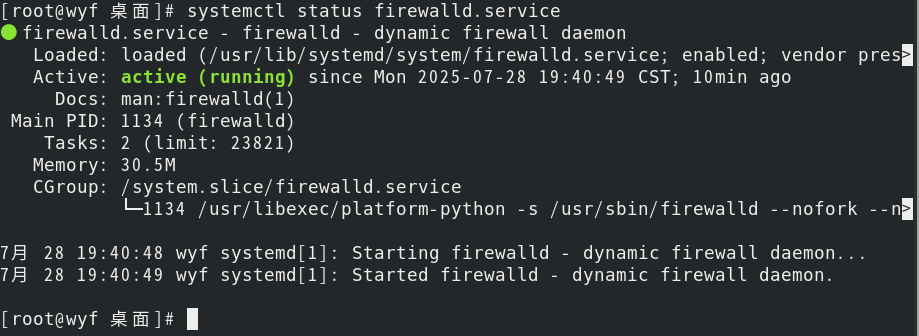 [root@wyf 桌面]# systemctl status firewalld.service
● firewalld.service - firewalld - dynamic firewall daemon
   Loaded: loaded (/usr/lib/systemd/system/firewalld.service; enabled; vendor pres>
   Active: active (running) since Mon 2025-07-28 19:40:49 CST; 10min ago
     Docs: man:firewalld(1)
 Main PID: 1134 (firewalld)
    Tasks: 2 (limit: 23821)
   Memory: 30.5M
   CGroup: /system.slice/firewalld.service
           └─1134 /usr/libexec/platform-python -s /usr/sbin/firewalld --nofork --n>
7月 28 19:40:48 wyf systemd[1]: Starting firewalld - dynamic firewall daemon...
7月 28 19:40:49 wyf systemd[1]: Started firewalld - dynamic firewall daemon.
[root@wyf 桌面]#